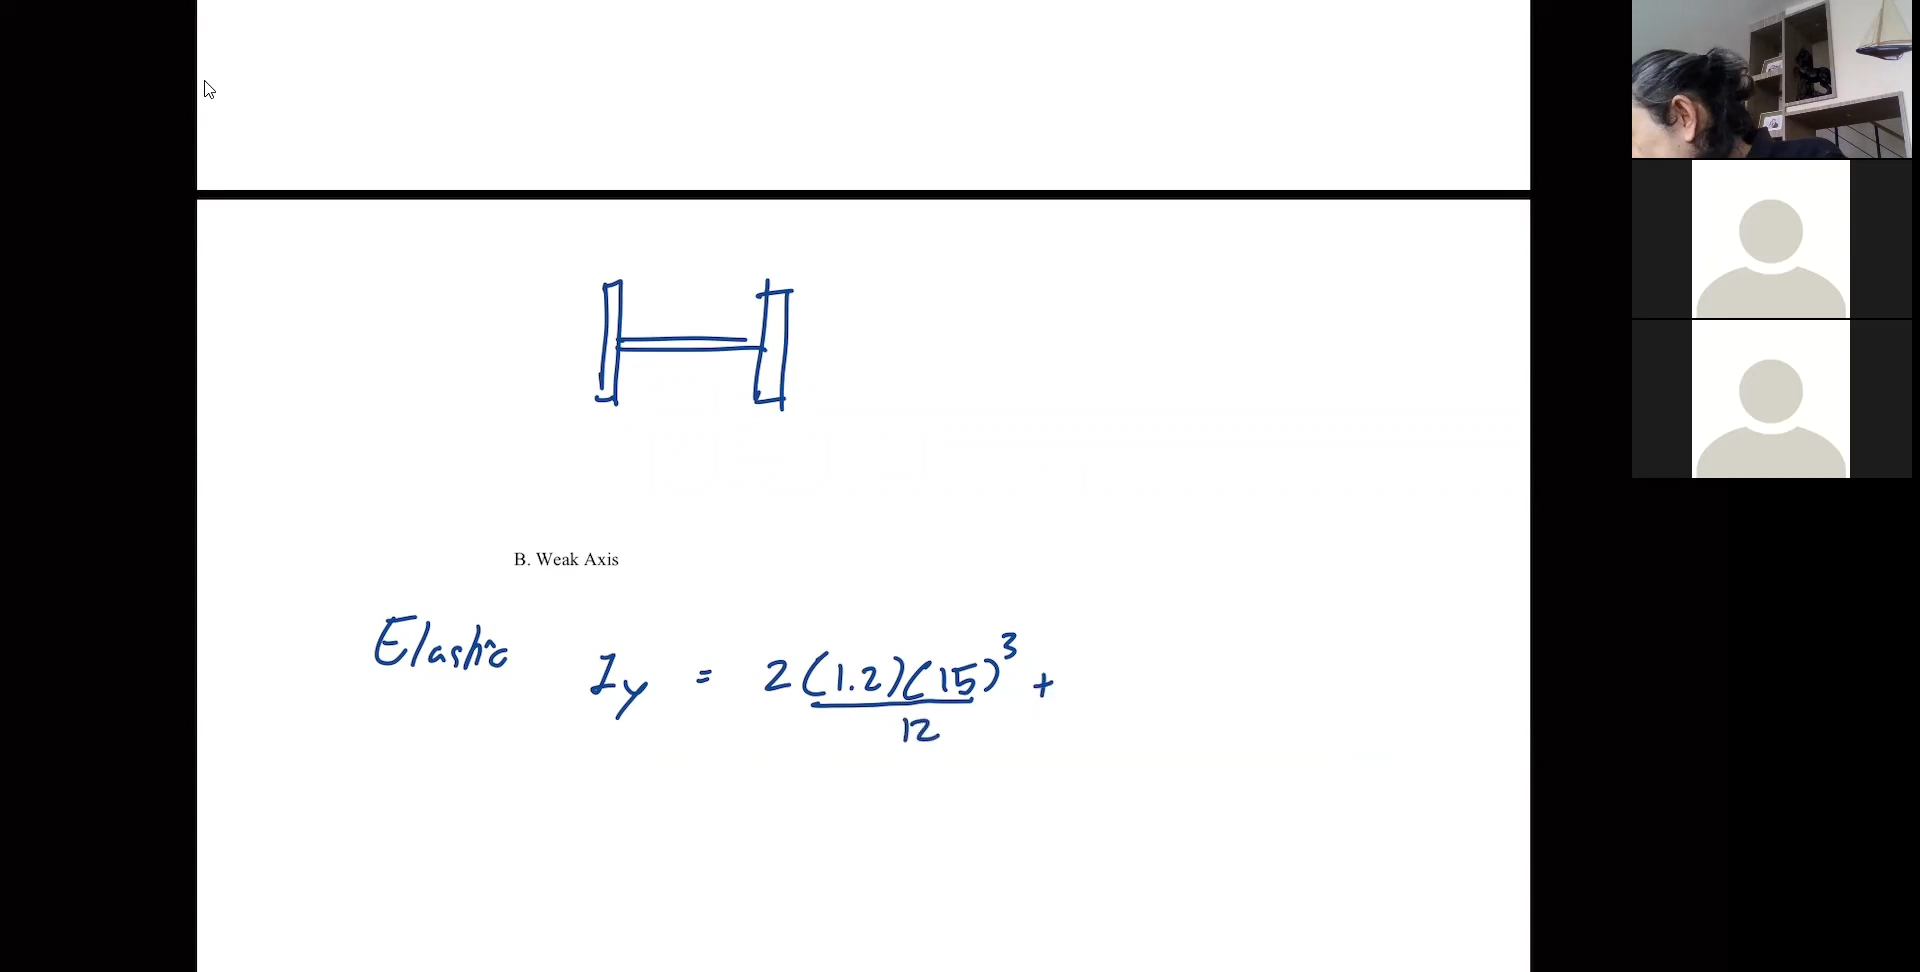 B. Weak Axis
Elastic Iy = 2(1.2)(15)³ +
12